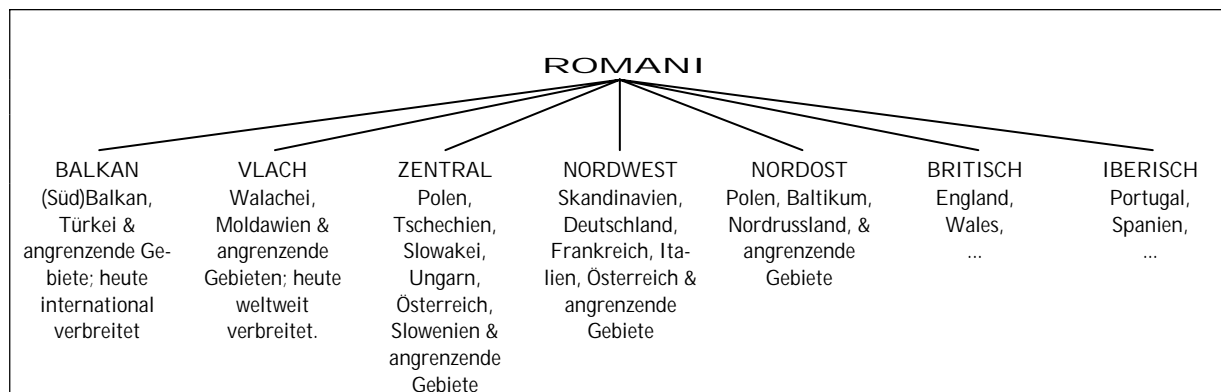 ROMANI
BALKAN
(Süd)Balkan,
Türkei &
angrenzende Ge-
biete; heute
international
verbreitet
VLACH
Walachei,
Moldawien &
angrenzende
Gebieten; heute
weltweit
verbreitet.
ZENTRAL
Polen,
Tschechien,
Slowakei,
Ungarn,
Österreich,
Slowenien &
angrenzende
Gebiete
NORDWEST
Skandinavien,
Deutschland,
Frankreich, Ita-
lien, Österreich &
angrenzende
Gebiete
NORDOST
Polen, Baltikum,
Nordrussland, &
angrenzende
Gebiete
BRITISCH
England,
Wales,
...
IBERISCH
Portugal,
Spanien,
...